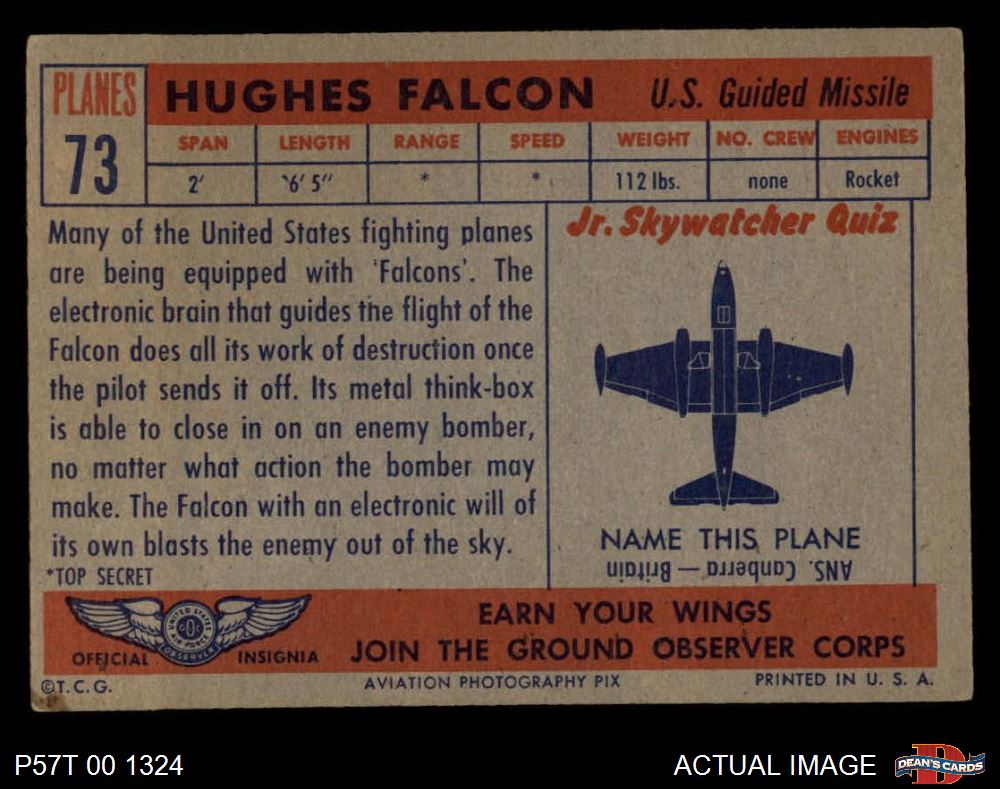 PLANES
73
HUGHES FALCON U.S. Guided Missile
SPAN LENGTH RANGE SPEED WEIGHT NO. CREW ENGINES
2' '6' 5" * * 112 lbs. none Rocket
Many of the United States fighting planes
are being equipped with 'Falcons'. The
electronic brain that guides the flight of the
Falcon does all its work of destruction once
the pilot sends it off. Its metal think-box
is able to close in on an enemy bomber,
no matter what action the bomber may
make. The Falcon with an electronic will of
its own blasts the enemy out of the sky.
*TOP SECRET
Jr. Skywatcher Quiz
NAME THIS PLANE
ANS. Canberra — Britain
UNITED STATES
AIR FORCE
GOC
OBSERVER
OFFICIAL INSIGNIA
EARN YOUR WINGS
JOIN THE GROUND OBSERVER CORPS
©T.C.G. AVIATION PHOTOGRAPHY PIX PRINTED IN U. S. A.
P57T 00 1324
ACTUAL IMAGE
D
DEAN'S CARDS